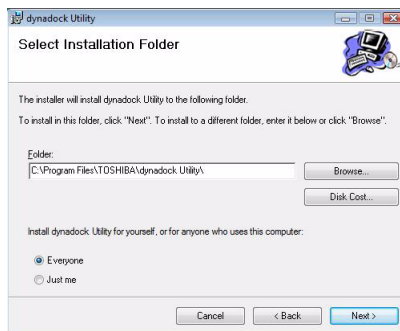 dynadock Utility
Select Installation Folder
The installer will install dynadock Utility to the following folder.
To install in this folder, click "Next". To install to a different folder, enter it below or click "Browse".
Folder:
C:\Program Files\TOSHIBA\dynadock Utility\
Browse...
Disk Cost...
Install dynadock Utility for yourself, or for anyone who uses this computer:
Everyone
Just me
Cancel
< Back
Next >